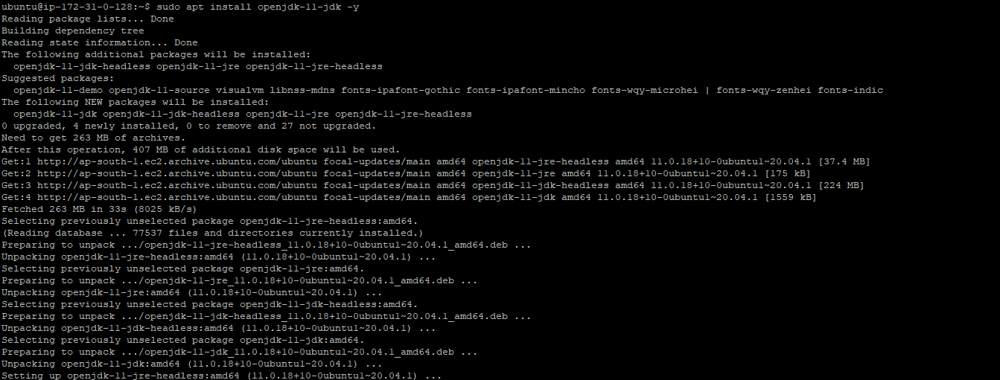 ubuntu@ip-172-31-0-128:~$ sudo apt install openjdk-11-jdk -y
Reading package lists... Done
Building dependency tree
Reading state information... Done
The following additional packages will be installed:
  openjdk-11-jdk-headless openjdk-11-jre openjdk-11-jre-headless
Suggested packages:
  openjdk-11-demo openjdk-11-source visualvm libnss-mdns fonts-ipafont-gothic fonts-ipafont-mincho fonts-wqy-microhei | fonts-wqy-zenhei fonts-indic
The following NEW packages will be installed:
  openjdk-11-jdk openjdk-11-jdk-headless openjdk-11-jre openjdk-11-jre-headless
0 upgraded, 4 newly installed, 0 to remove and 27 not upgraded.
Need to get 263 MB of archives.
After this operation, 407 MB of additional disk space will be used.
Get:1 http://ap-south-1.ec2.archive.ubuntu.com/ubuntu focal-updates/main amd64 openjdk-11-jre-headless amd64 11.0.18+10-0ubuntu1~20.04.1 [37.4 MB]
Get:2 http://ap-south-1.ec2.archive.ubuntu.com/ubuntu focal-updates/main amd64 openjdk-11-jre amd64 11.0.18+10-0ubuntu1~20.04.1 [175 kB]
Get:3 http://ap-south-1.ec2.archive.ubuntu.com/ubuntu focal-updates/main amd64 openjdk-11-jdk-headless amd64 11.0.18+10-0ubuntu1~20.04.1 [224 MB]
Get:4 http://ap-south-1.ec2.archive.ubuntu.com/ubuntu focal-updates/main amd64 openjdk-11-jdk amd64 11.0.18+10-0ubuntu1~20.04.1 [1559 kB]
Fetched 263 MB in 33s (8025 kB/s)
Selecting previously unselected package openjdk-11-jre-headless:amd64.
(Reading database ... 77537 files and directories currently installed.)
Preparing to unpack .../openjdk-11-jre-headless_11.0.18+10-0ubuntu1~20.04.1_amd64.deb ...
Unpacking openjdk-11-jre-headless:amd64 (11.0.18+10-0ubuntu1~20.04.1) ...
Selecting previously unselected package openjdk-11-jre:amd64.
Preparing to unpack .../openjdk-11-jre_11.0.18+10-0ubuntu1~20.04.1_amd64.deb ...
Unpacking openjdk-11-jre:amd64 (11.0.18+10-0ubuntu1~20.04.1) ...
Selecting previously unselected package openjdk-11-jdk-headless:amd64.
Preparing to unpack .../openjdk-11-jdk-headless_11.0.18+10-0ubuntu1~20.04.1_amd64.deb ...
Unpacking openjdk-11-jdk-headless:amd64 (11.0.18+10-0ubuntu1~20.04.1) ...
Selecting previously unselected package openjdk-11-jdk:amd64.
Preparing to unpack .../openjdk-11-jdk_11.0.18+10-0ubuntu1~20.04.1_amd64.deb ...
Unpacking openjdk-11-jdk:amd64 (11.0.18+10-0ubuntu1~20.04.1) ...
Setting up openjdk-11-jre-headless:amd64 (11.0.18+10-0ubuntu1~20.04.1) ...